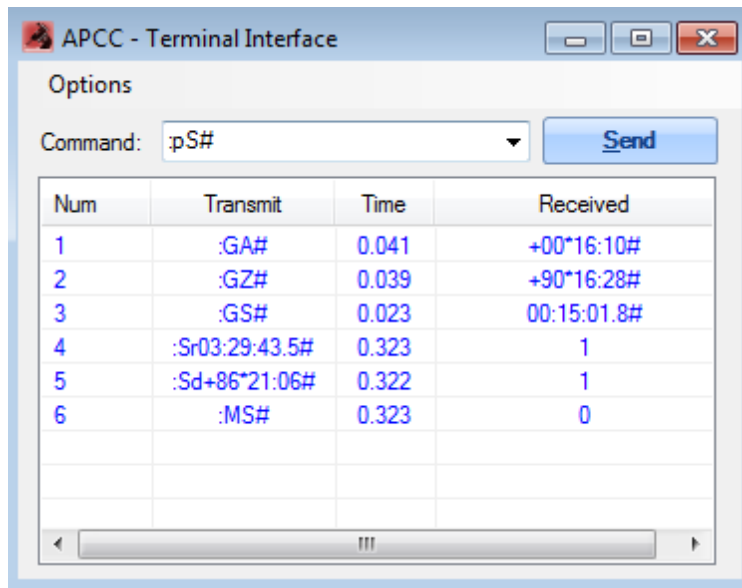 APCC - Terminal Interface
Options
Command: :pS# Send
Num Transmit Time Received
1 :GA# 0.041 +00*16:10#
2 :GZ# 0.039 +90*16:28#
3 :GS# 0.023 00:15:01.8#
4 :Sr03:29:43.5# 0.323 1
5 :Sd+86*21:06# 0.322 1
6 :MS# 0.323 0